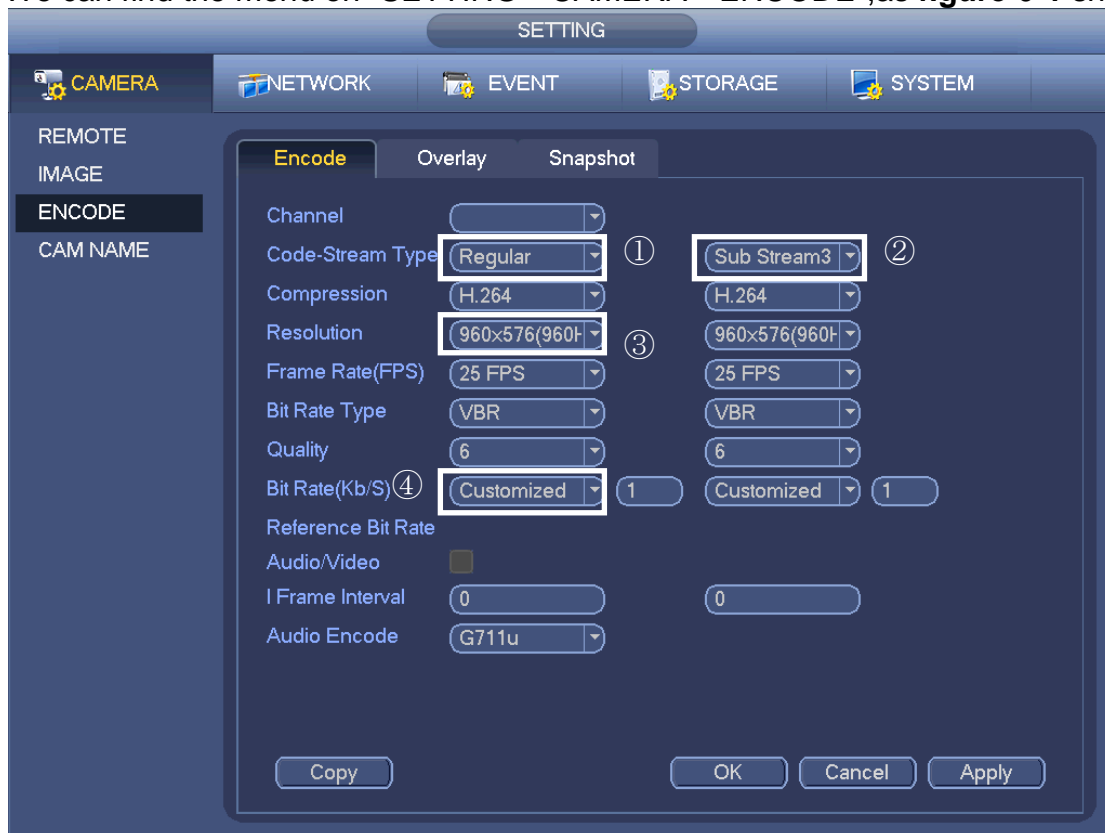 SETTING
CAMERA NETWORK EVENT STORAGE SYSTEM
REMOTE
IMAGE
ENCODE
CAM NAME
Encode Overlay Snapshot
Channel
Code-Stream Type Regular ① Sub Stream3 ②
Compression H.264 H.264
Resolution 960×576(960H ③ 960×576(960H
Frame Rate(FPS) 25 FPS 25 FPS
Bit Rate Type VBR VBR
Quality 6 6
Bit Rate(Kb/S) ④ Customized 1 Customized 1
Reference Bit Rate
Audio/Video
I Frame Interval 0 0
Audio Encode G711u
Copy OK Cancel Apply